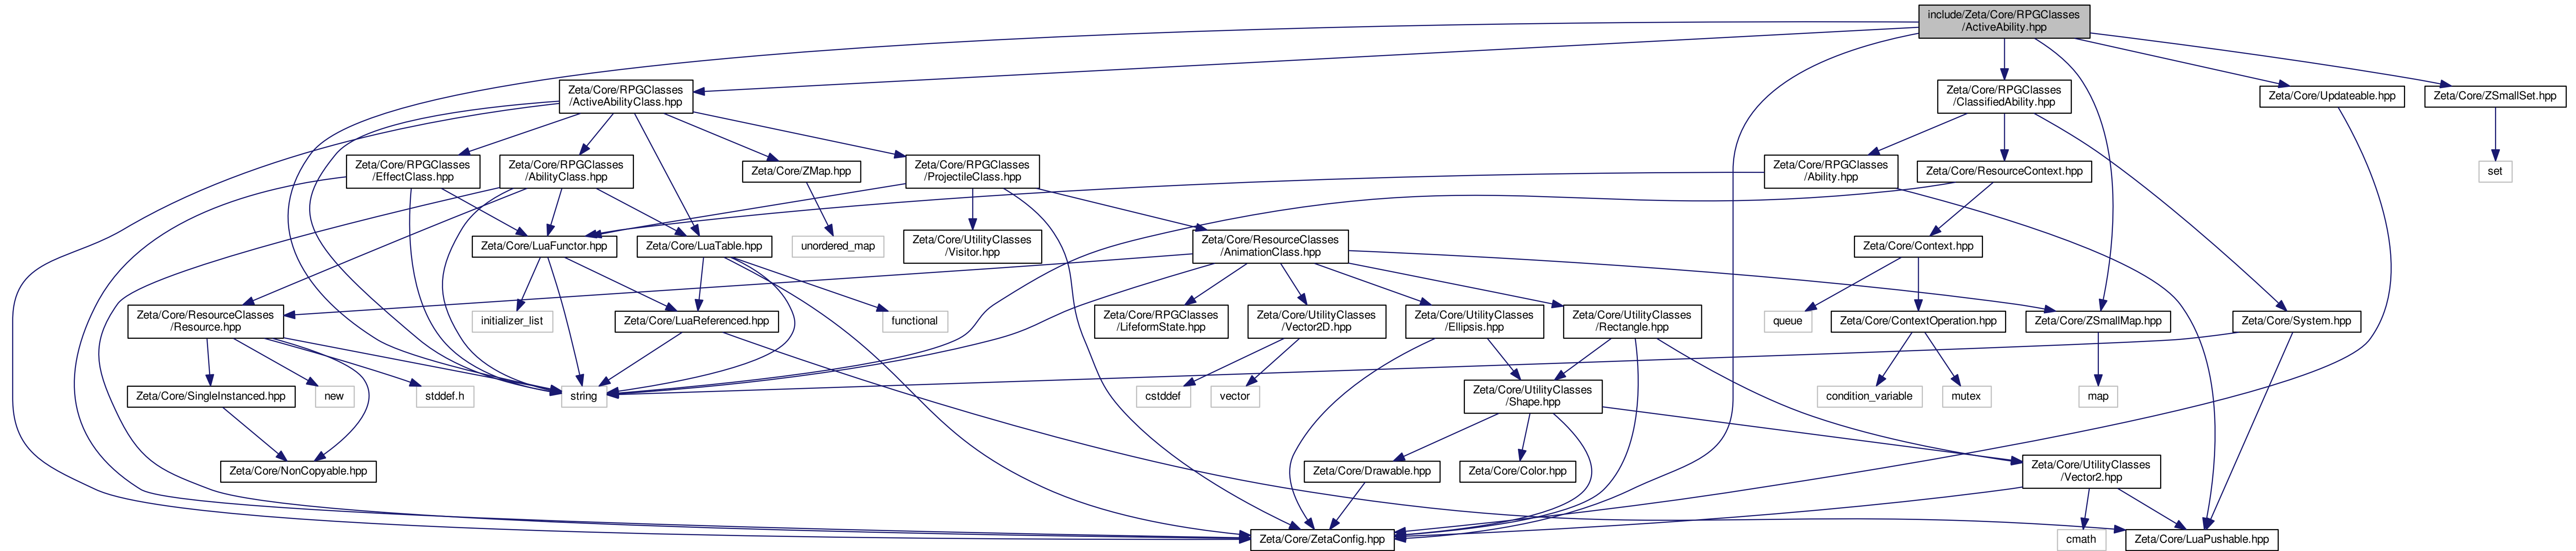 include/Zeta/Core/RPGClasses
/ActiveAbility.hpp
Zeta/Core/RPGClasses
/ActiveAbilityClass.hpp
Zeta/Core/RPGClasses
/ClassifiedAbility.hpp
Zeta/Core/Updateable.hpp
Zeta/Core/ZSmallSet.hpp
Zeta/Core/RPGClasses
/EffectClass.hpp
Zeta/Core/RPGClasses
/AbilityClass.hpp
Zeta/Core/ZMap.hpp
Zeta/Core/RPGClasses
/ProjectileClass.hpp
Zeta/Core/RPGClasses
/Ability.hpp
Zeta/Core/ResourceContext.hpp
set
Zeta/Core/LuaFunctor.hpp
Zeta/Core/LuaTable.hpp
unordered_map
Zeta/Core/UtilityClasses
/Visitor.hpp
Zeta/Core/ResourceClasses
/AnimationClass.hpp
Zeta/Core/Context.hpp
Zeta/Core/ResourceClasses
/Resource.hpp
initializer_list
Zeta/Core/LuaReferenced.hpp
functional
Zeta/Core/RPGClasses
/LifeformState.hpp
Zeta/Core/UtilityClasses
/Vector2D.hpp
Zeta/Core/UtilityClasses
/Ellipsis.hpp
Zeta/Core/UtilityClasses
/Rectangle.hpp
queue
Zeta/Core/ContextOperation.hpp
Zeta/Core/ZSmallMap.hpp
Zeta/Core/System.hpp
Zeta/Core/SingleInstanced.hpp
new
stddef.h
string
cstddef
vector
Zeta/Core/UtilityClasses
/Shape.hpp
condition_variable
mutex
map
Zeta/Core/NonCopyable.hpp
Zeta/Core/Drawable.hpp
Zeta/Core/Color.hpp
Zeta/Core/UtilityClasses
/Vector2.hpp
Zeta/Core/ZetaConfig.hpp
cmath
Zeta/Core/LuaPushable.hpp